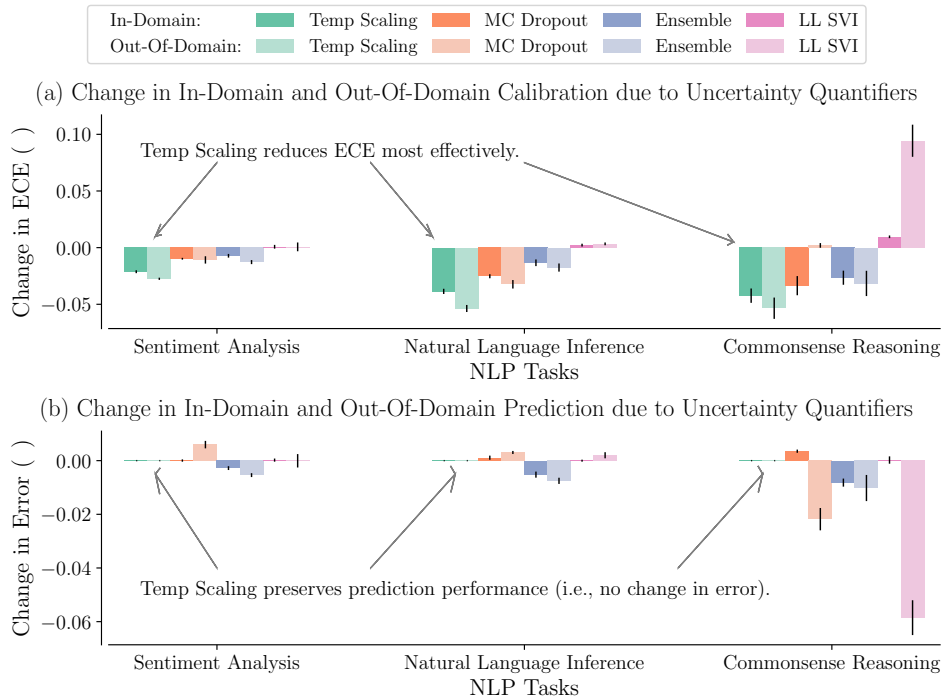 In-Domain: Temp Scaling MC Dropout Ensemble LL SVI
Out-Of-Domain: Temp Scaling MC Dropout Ensemble LL SVI
(a) Change in In-Domain and Out-Of-Domain Calibration due to Uncertainty Quantifiers
Change in ECE ( )
0.10
0.05
0.00
−0.05
Temp Scaling reduces ECE most effectively.
Sentiment Analysis Natural Language Inference Commonsense Reasoning
NLP Tasks
(b) Change in In-Domain and Out-Of-Domain Prediction due to Uncertainty Quantifiers
Change in Error ( )
0.00
−0.02
−0.04
−0.06
Temp Scaling preserves prediction performance (i.e., no change in error).
Sentiment Analysis Natural Language Inference Commonsense Reasoning
NLP Tasks